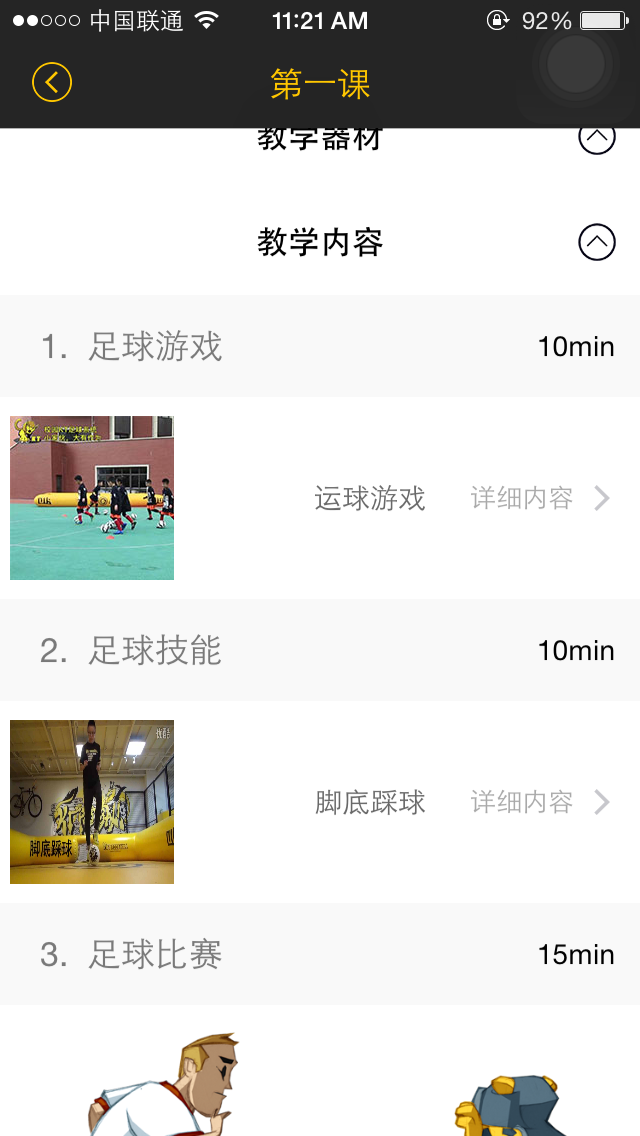 中国联通
11:21 AM
92%
第一课
教学器材
教学内容
1. 足球游戏
10min
运球游戏
详细内容
2. 足球技能
10min
优酷
脚底踩球
脚底踩球
详细内容
3. 足球比赛
15min